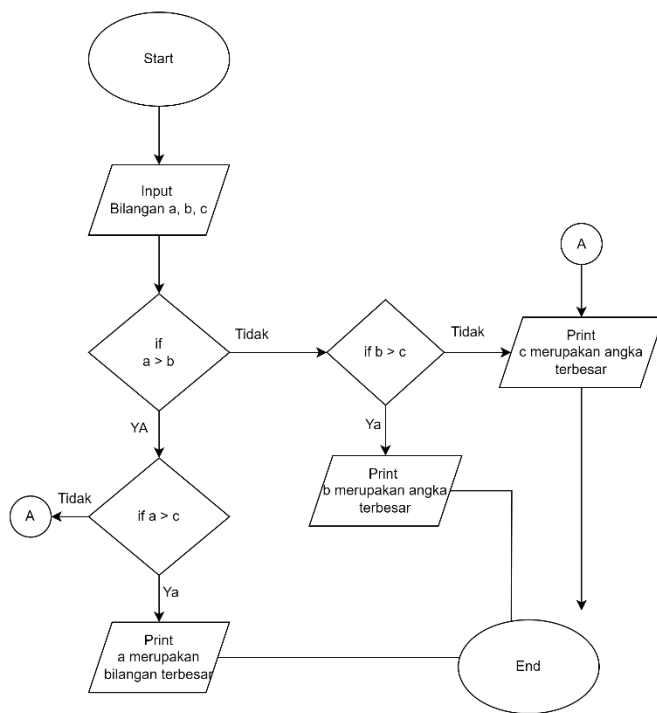 Start
Input
Bilangan a, b, c
A
if
a > b
Tidak
if b > c
Tidak
Print
c merupakan angka
terbesar
YA
Ya
Print
b merupakan angka
terbesar
A
Tidak
if a > c
Ya
Print
a merupakan
bilangan terbesar
End